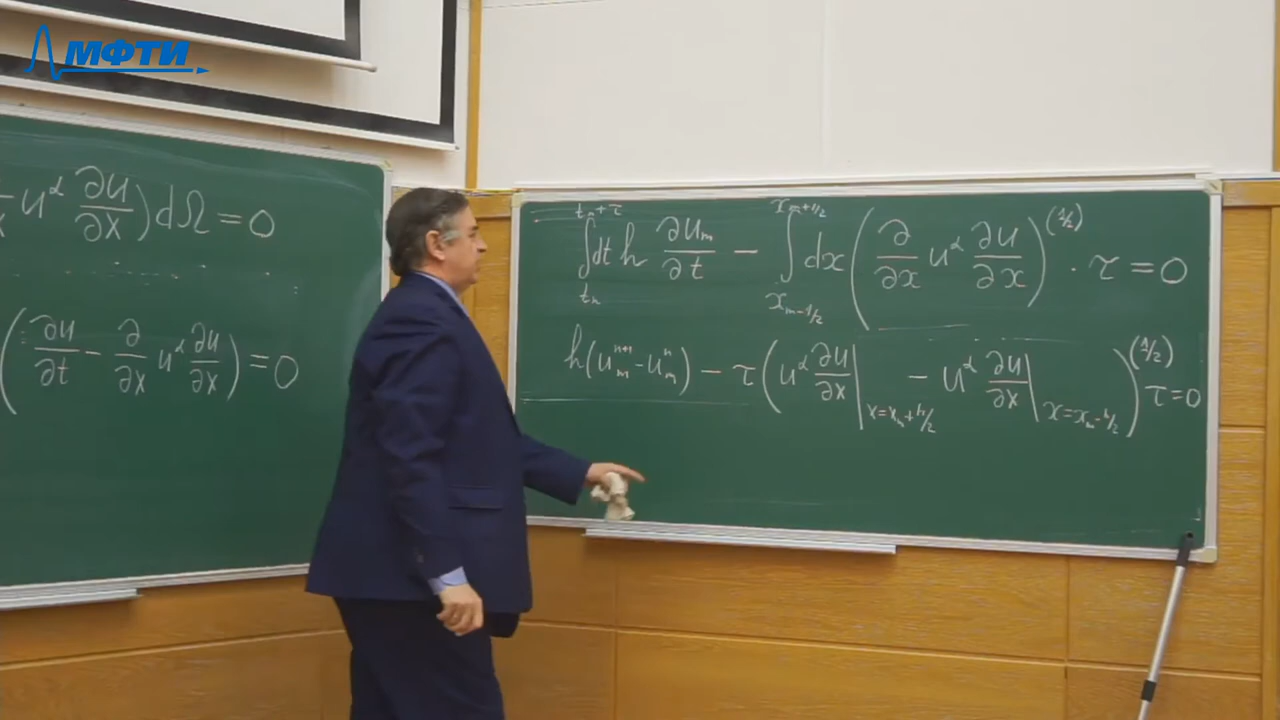 МФТИ
u^α ∂u/∂x) dΩ = 0
(∂u/∂t − ∂/∂x u^α ∂u/∂x) = 0
∫_{t_n}^{t_n+τ} dt h ∂u_m/∂t − ∫_{x_{m−1/2}}^{x_{m+1/2}} dx (∂/∂x u^α ∂u/∂x)^{(1/2)} · τ = 0
h(u_m^{n+1} − u_m^n) − τ (u^α ∂u/∂x |_{x=x_m+h/2} − u^α ∂u/∂x |_{x=x_m−h/2})^{(1/2)} τ = 0